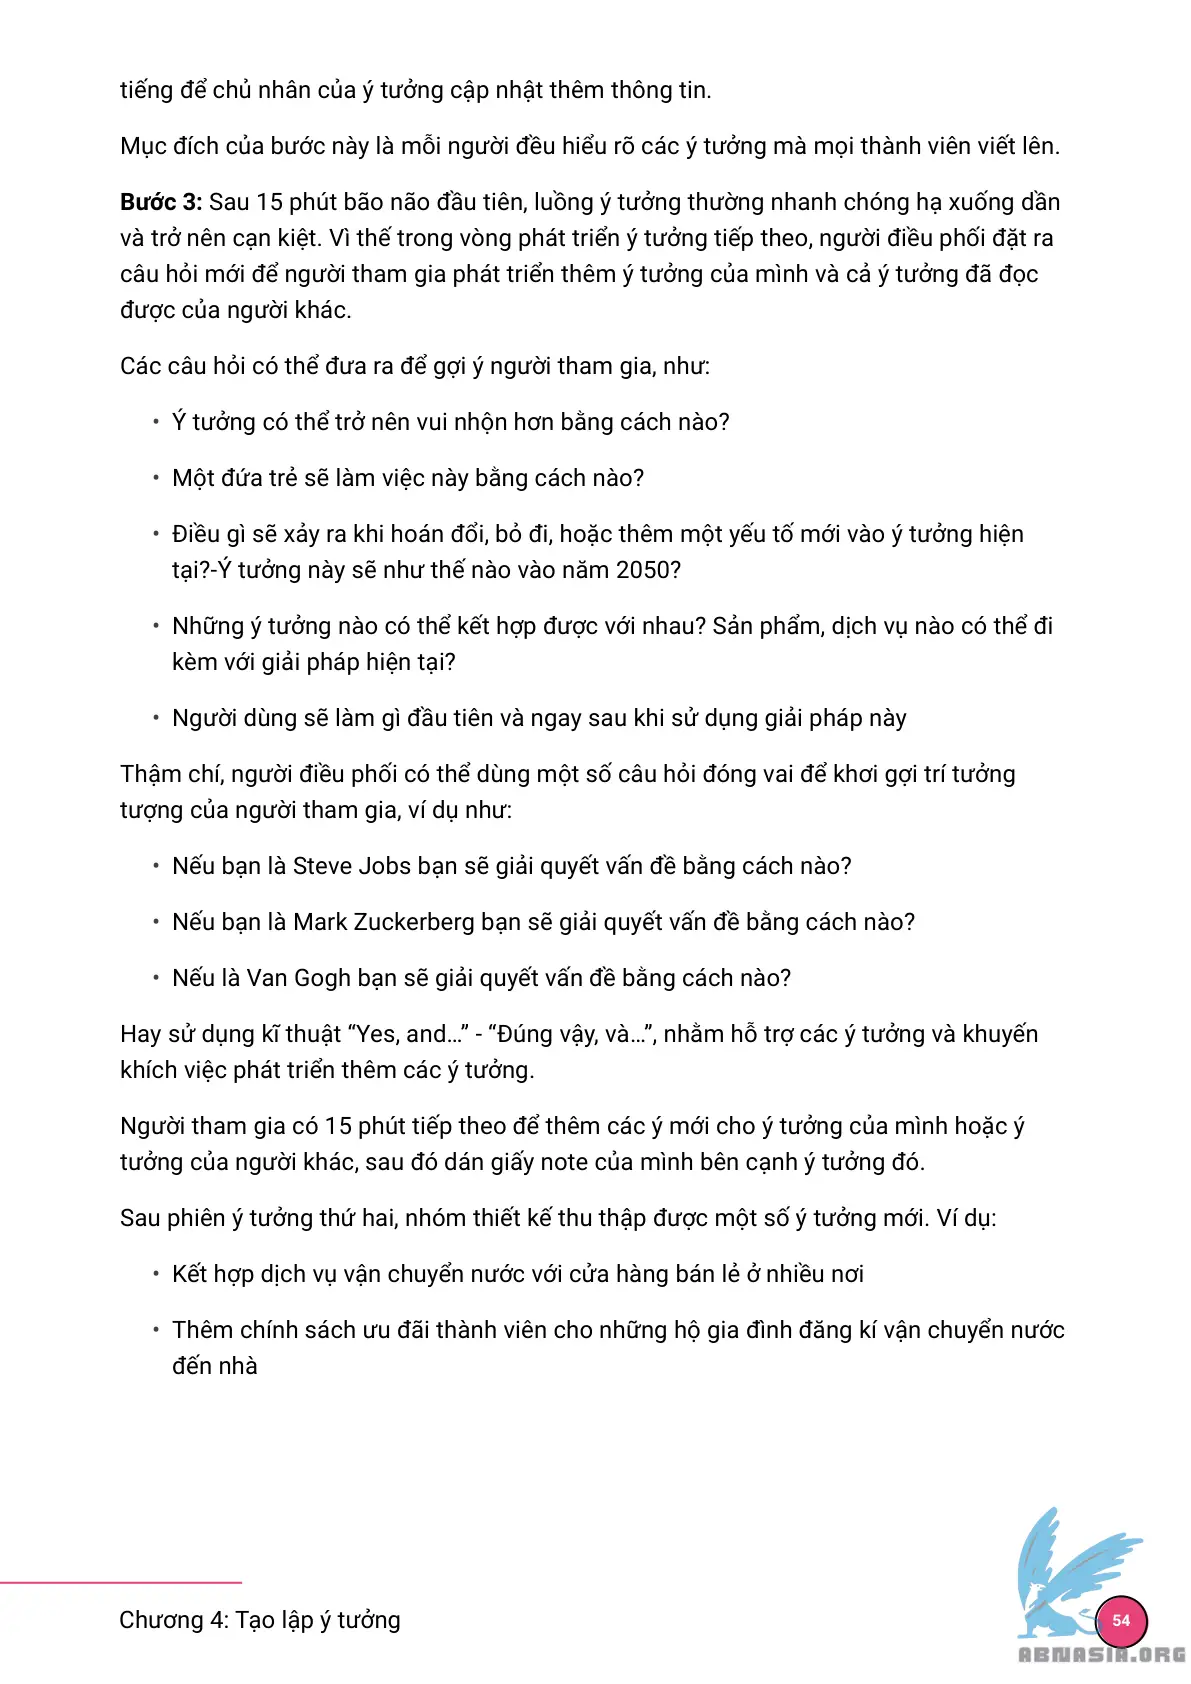 tiếng để chủ nhân của ý tưởng cập nhật thêm thông tin.
Mục đích của bước này là mỗi người đều hiểu rõ các ý tưởng mà mọi thành viên viết lên.
Bước 3: Sau 15 phút bão não đầu tiên, luồng ý tưởng thường nhanh chóng hạ xuống dần
và trở nên cạn kiệt. Vì thế trong vòng phát triển ý tưởng tiếp theo, người điều phối đặt ra
câu hỏi mới để người tham gia phát triển thêm ý tưởng của mình và cả ý tưởng đã đọc
được của người khác.
Các câu hỏi có thể đưa ra để gợi ý người tham gia, như:
• Ý tưởng có thể trở nên vui nhộn hơn bằng cách nào?
• Một đứa trẻ sẽ làm việc này bằng cách nào?
• Điều gì sẽ xảy ra khi hoán đổi, bỏ đi, hoặc thêm một yếu tố mới vào ý tưởng hiện
tại?-Ý tưởng này sẽ như thế nào vào năm 2050?
• Những ý tưởng nào có thể kết hợp được với nhau? Sản phẩm, dịch vụ nào có thể đi
kèm với giải pháp hiện tại?
• Người dùng sẽ làm gì đầu tiên và ngay sau khi sử dụng giải pháp này
Thậm chí, người điều phối có thể dùng một số câu hỏi đóng vai để khơi gợi trí tưởng
tượng của người tham gia, ví dụ như:
• Nếu bạn là Steve Jobs bạn sẽ giải quyết vấn đề bằng cách nào?
• Nếu bạn là Mark Zuckerberg bạn sẽ giải quyết vấn đề bằng cách nào?
• Nếu là Van Gogh bạn sẽ giải quyết vấn đề bằng cách nào?
Hay sử dụng kĩ thuật “Yes, and…” - “Đúng vậy, và…”, nhằm hỗ trợ các ý tưởng và khuyến
khích việc phát triển thêm các ý tưởng.
Người tham gia có 15 phút tiếp theo để thêm các ý mới cho ý tưởng của mình hoặc ý
tưởng của người khác, sau đó dán giấy note của mình bên cạnh ý tưởng đó.
Sau phiên ý tưởng thứ hai, nhóm thiết kế thu thập được một số ý tưởng mới. Ví dụ:
• Kết hợp dịch vụ vận chuyển nước với cửa hàng bán lẻ ở nhiều nơi
• Thêm chính sách ưu đãi thành viên cho những hộ gia đình đăng kí vận chuyển nước
đến nhà
Chương 4: Tạo lập ý tưởng
54
ABNASIA.ORG